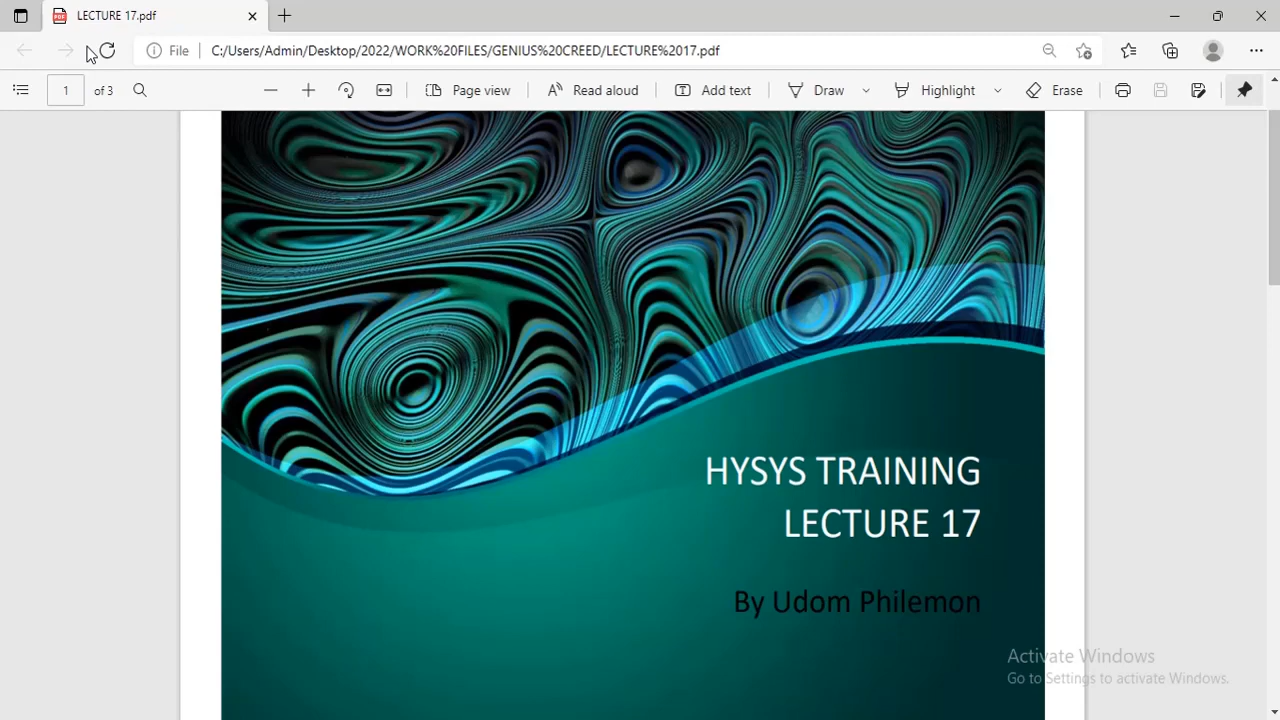 LECTURE 17.pdf
File
C:/Users/Admin/Desktop/2022/WORK%20FILES/GENIUS%20CREED/LECTURE%2017.pdf
1 of 3
Page view
Read aloud
Add text
Draw
Highlight
Erase
HYSYS TRAINING
LECTURE 17
By Udom Philemon
Activate Windows
Go to Settings to activate Windows.